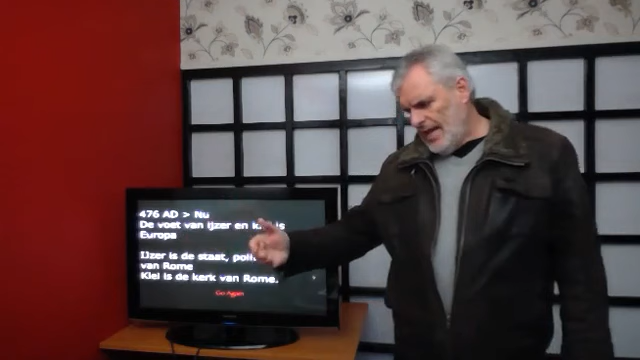 476 AD > Nu
De voet van ijzer en is
Europa
IJzer is de staat,
van Rome
Klei is de kerk van Rome.
Go Again